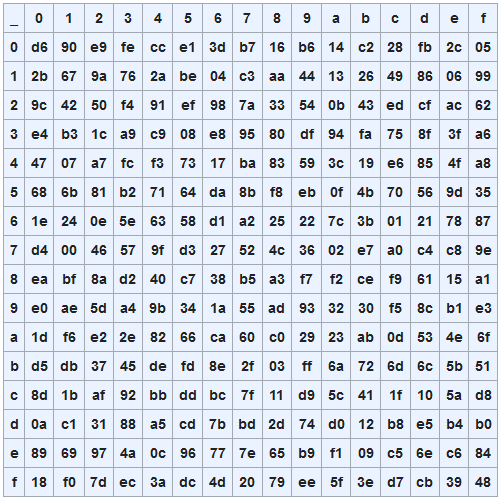 _ 0 1 2 3 4 5 6 7 8 9 a b c d e f
0 d6 90 e9 fe cc e1 3d b7 16 b6 14 c2 28 fb 2c 05
1 2b 67 9a 76 2a be 04 c3 aa 44 13 26 49 86 06 99
2 9c 42 50 f4 91 ef 98 7a 33 54 0b 43 ed cf ac 62
3 e4 b3 1c a9 c9 08 e8 95 80 df 94 fa 75 8f 3f a6
4 47 07 a7 fc f3 73 17 ba 83 59 3c 19 e6 85 4f a8
5 68 6b 81 b2 71 64 da 8b f8 eb 0f 4b 70 56 9d 35
6 1e 24 0e 5e 63 58 d1 a2 25 22 7c 3b 01 21 78 87
7 d4 00 46 57 9f d3 27 52 4c 36 02 e7 a0 c4 c8 9e
8 ea bf 8a d2 40 c7 38 b5 a3 f7 f2 ce f9 61 15 a1
9 e0 ae 5d a4 9b 34 1a 55 ad 93 32 30 f5 8c b1 e3
a 1d f6 e2 2e 82 66 ca 60 c0 29 23 ab 0d 53 4e 6f
b d5 db 37 45 de fd 8e 2f 03 ff 6a 72 6d 6c 5b 51
c 8d 1b af 92 bb dd bc 7f 11 d9 5c 41 1f 10 5a d8
d 0a c1 31 88 a5 cd 7b bd 2d 74 d0 12 b8 e5 b4 b0
e 89 69 97 4a 0c 96 77 7e 65 b9 f1 09 c5 6e c6 84
f 18 f0 7d ec 3a dc 4d 20 79 ee 5f 3e d7 cb 39 48